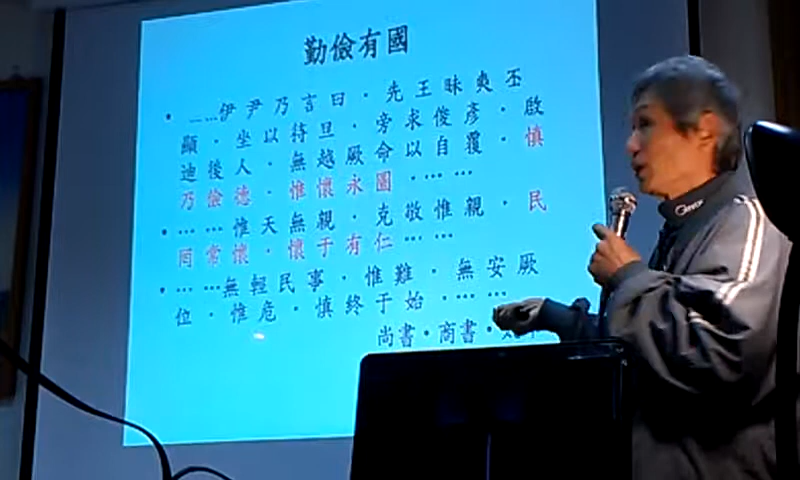 勤儉有國
• ……伊尹乃言曰‧先王昧爽丕
顯‧坐以待旦‧旁求俊彥‧啟
迪後人‧無越厥命以自覆‧慎
乃儉德‧惟懷永圖‧……
• ……惟天無親‧克敬惟親‧民
罔常懷‧懷于有仁……
• ……無輕民事‧惟難‧無安厥
位‧惟危‧慎終于始‧……
尚書‧商書‧太甲